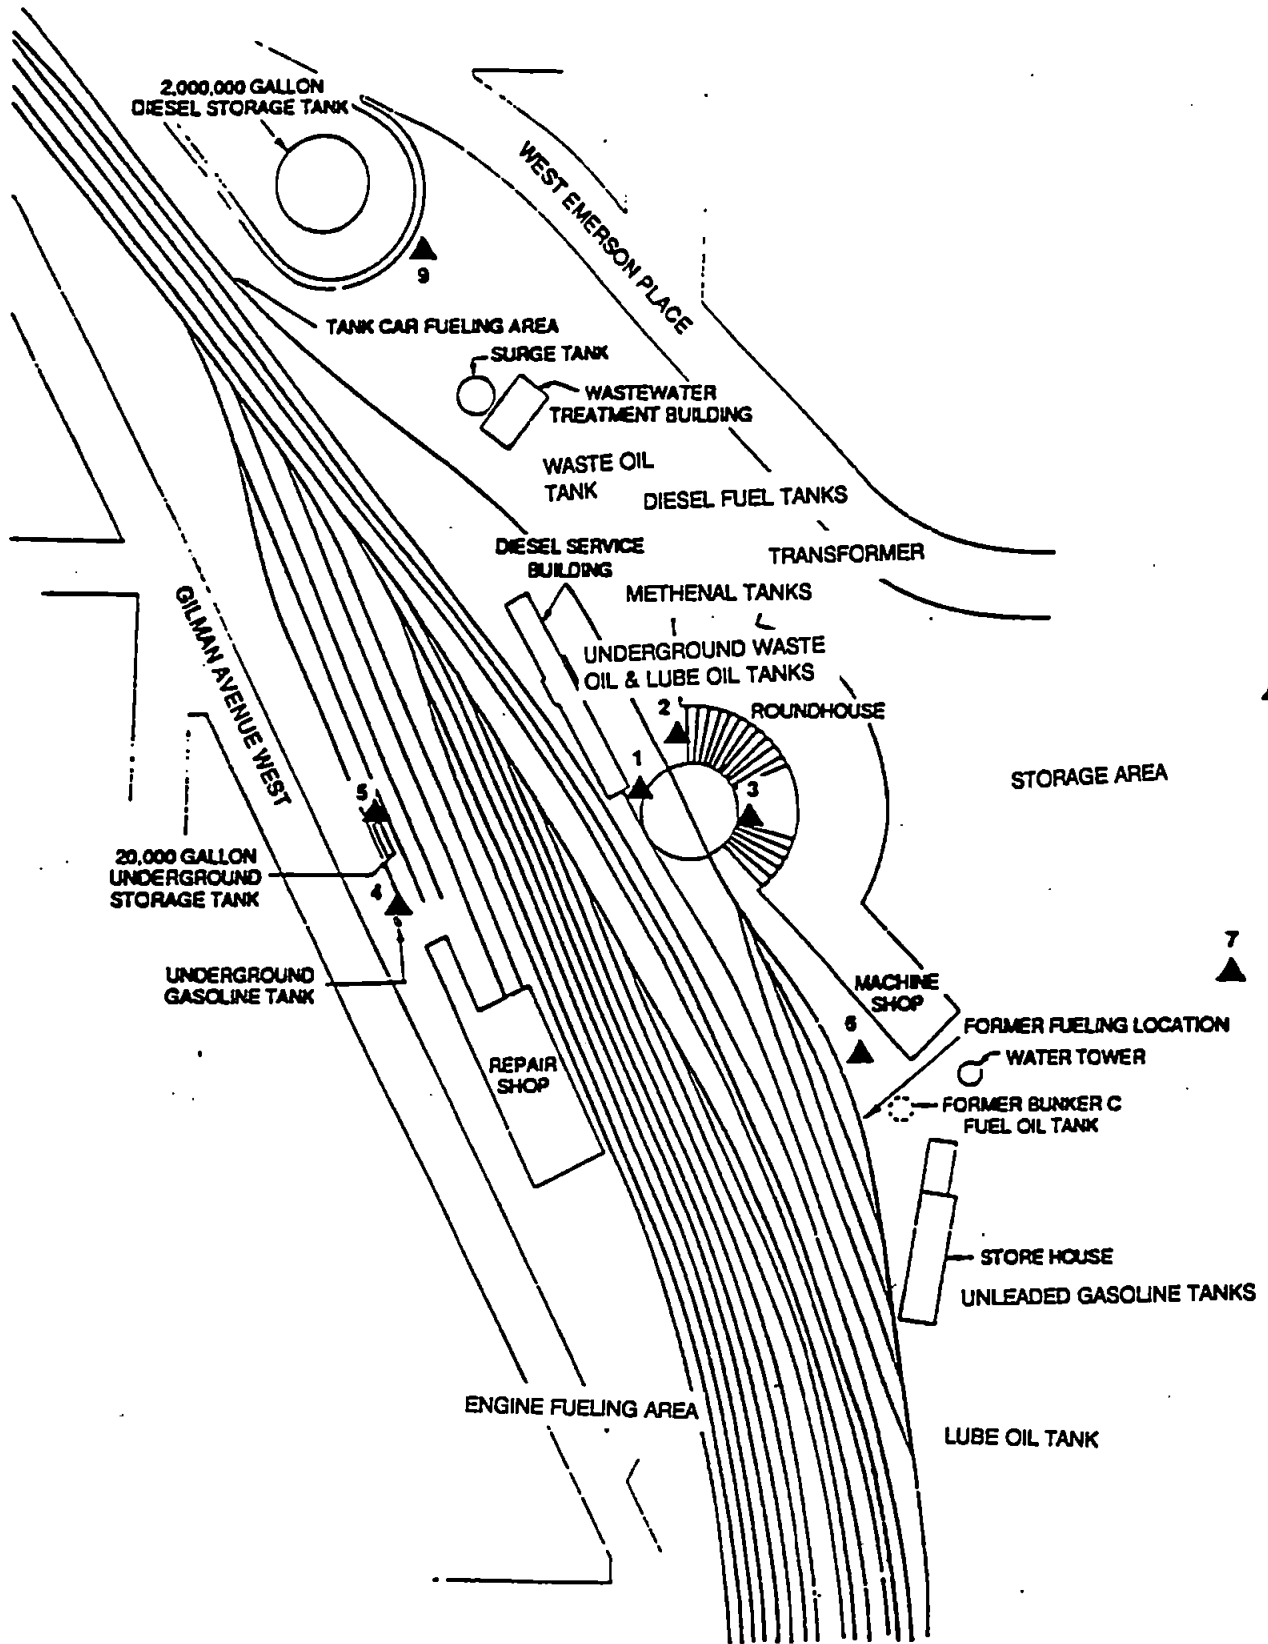 2,000,000 GALLON
DIESEL STORAGE TANK
WEST EMERSON PLACE
9
TANK CAR FUELING AREA
SURGE TANK
WASTEWATER
TREATMENT BUILDING
WASTE OIL
TANK
DIESEL FUEL TANKS
DIESEL SERVICE
BUILDING
TRANSFORMER
METHENAL TANKS
GILMAN AVENUE WEST
UNDERGROUND WASTE
OIL & LUBE OIL TANKS
2
ROUNDHOUSE
1
3
STORAGE AREA
5
20,000 GALLON
UNDERGROUND
STORAGE TANK
4
7
UNDERGROUND
GASOLINE TANK
MACHINE
SHOP
6
FORMER FUELING LOCATION
WATER TOWER
REPAIR
SHOP
FORMER BUNKER C
FUEL OIL TANK
STORE HOUSE
UNLEADED GASOLINE TANKS
ENGINE FUELING AREA
LUBE OIL TANK